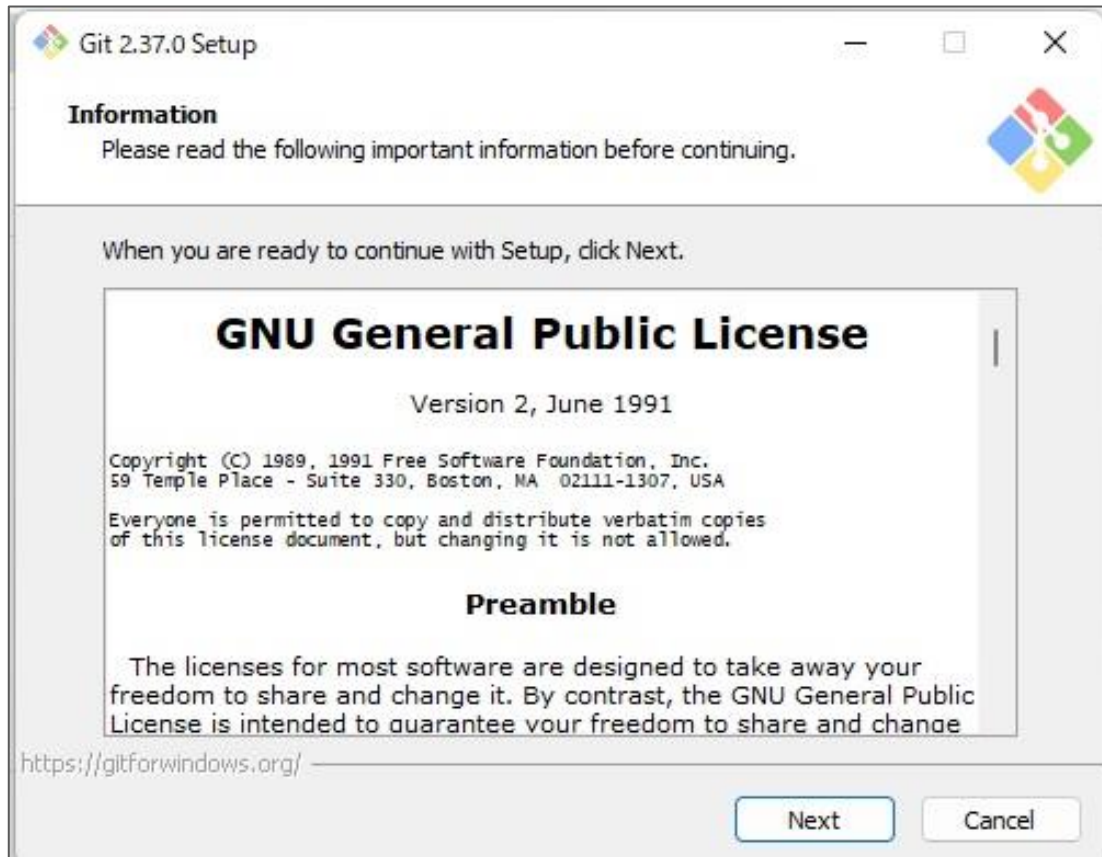 Git 2.37.0 Setup
Information
Please read the following important information before continuing.
When you are ready to continue with Setup, click Next.
GNU General Public License
Version 2, June 1991
Copyright (C) 1989, 1991 Free Software Foundation, Inc.
59 Temple Place - Suite 330, Boston, MA  02111-1307, USA
Everyone is permitted to copy and distribute verbatim copies
of this license document, but changing it is not allowed.
Preamble
The licenses for most software are designed to take away your
freedom to share and change it. By contrast, the GNU General Public
License is intended to guarantee your freedom to share and change
https://gitforwindows.org/
Next
Cancel